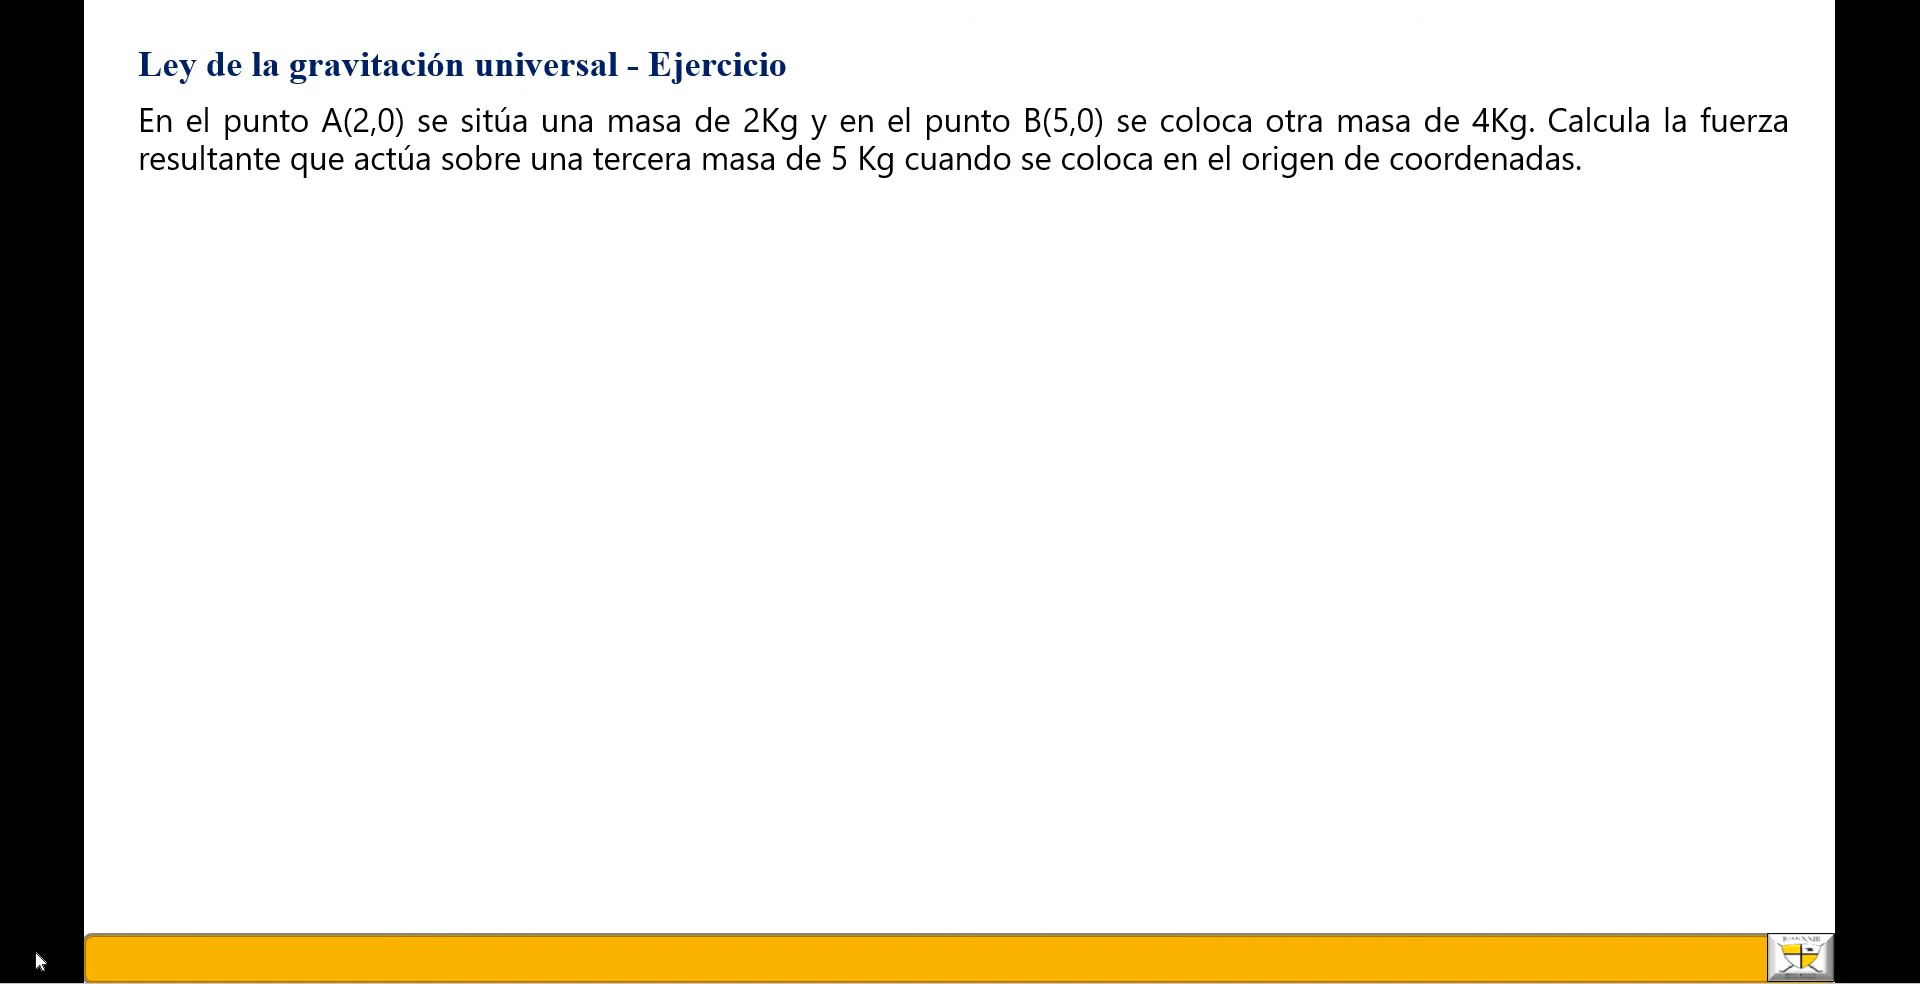 Ley de la gravitación universal - Ejercicio
En el punto A(2,0) se sitúa una masa de 2Kg y en el punto B(5,0) se coloca otra masa de 4Kg. Calcula la fuerza
resultante que actúa sobre una tercera masa de 5 Kg cuando se coloca en el origen de coordenadas.